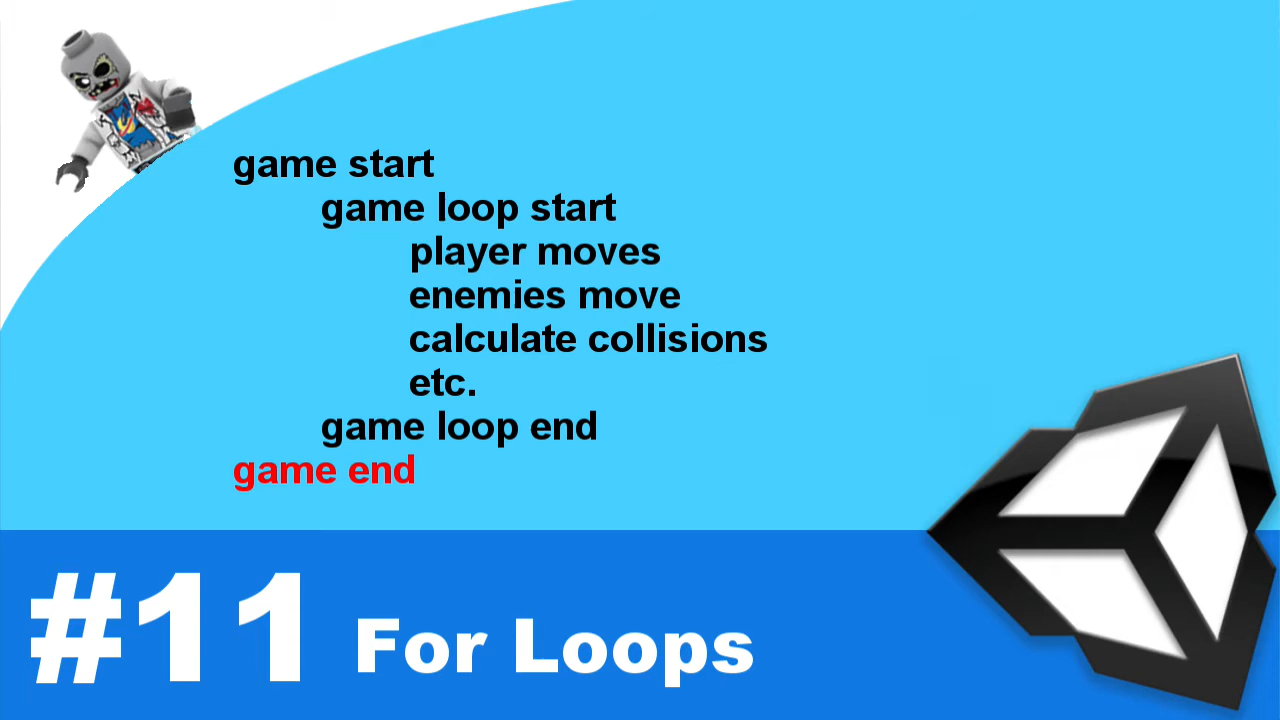 game start
game loop start
player moves
enemies move
calculate collisions
etc.
game loop end
game end
#11 For Loops